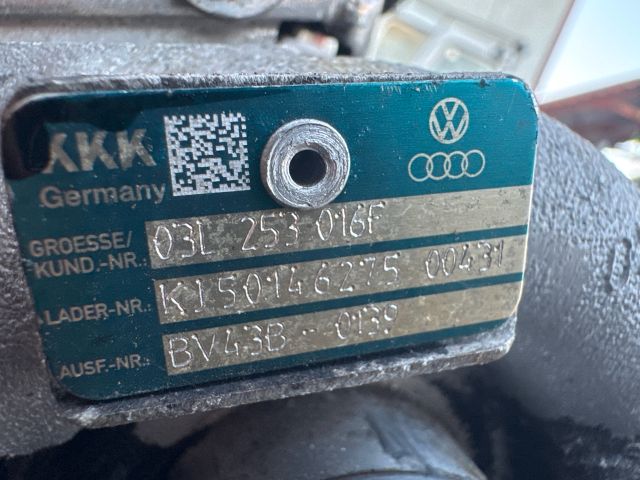 KKK
Germany
GROESSE/
KUND.-NR.: 03L 253 016F
LADER-NR.: K150146275 00431
AUSF.-NR.: BV43B - 0139